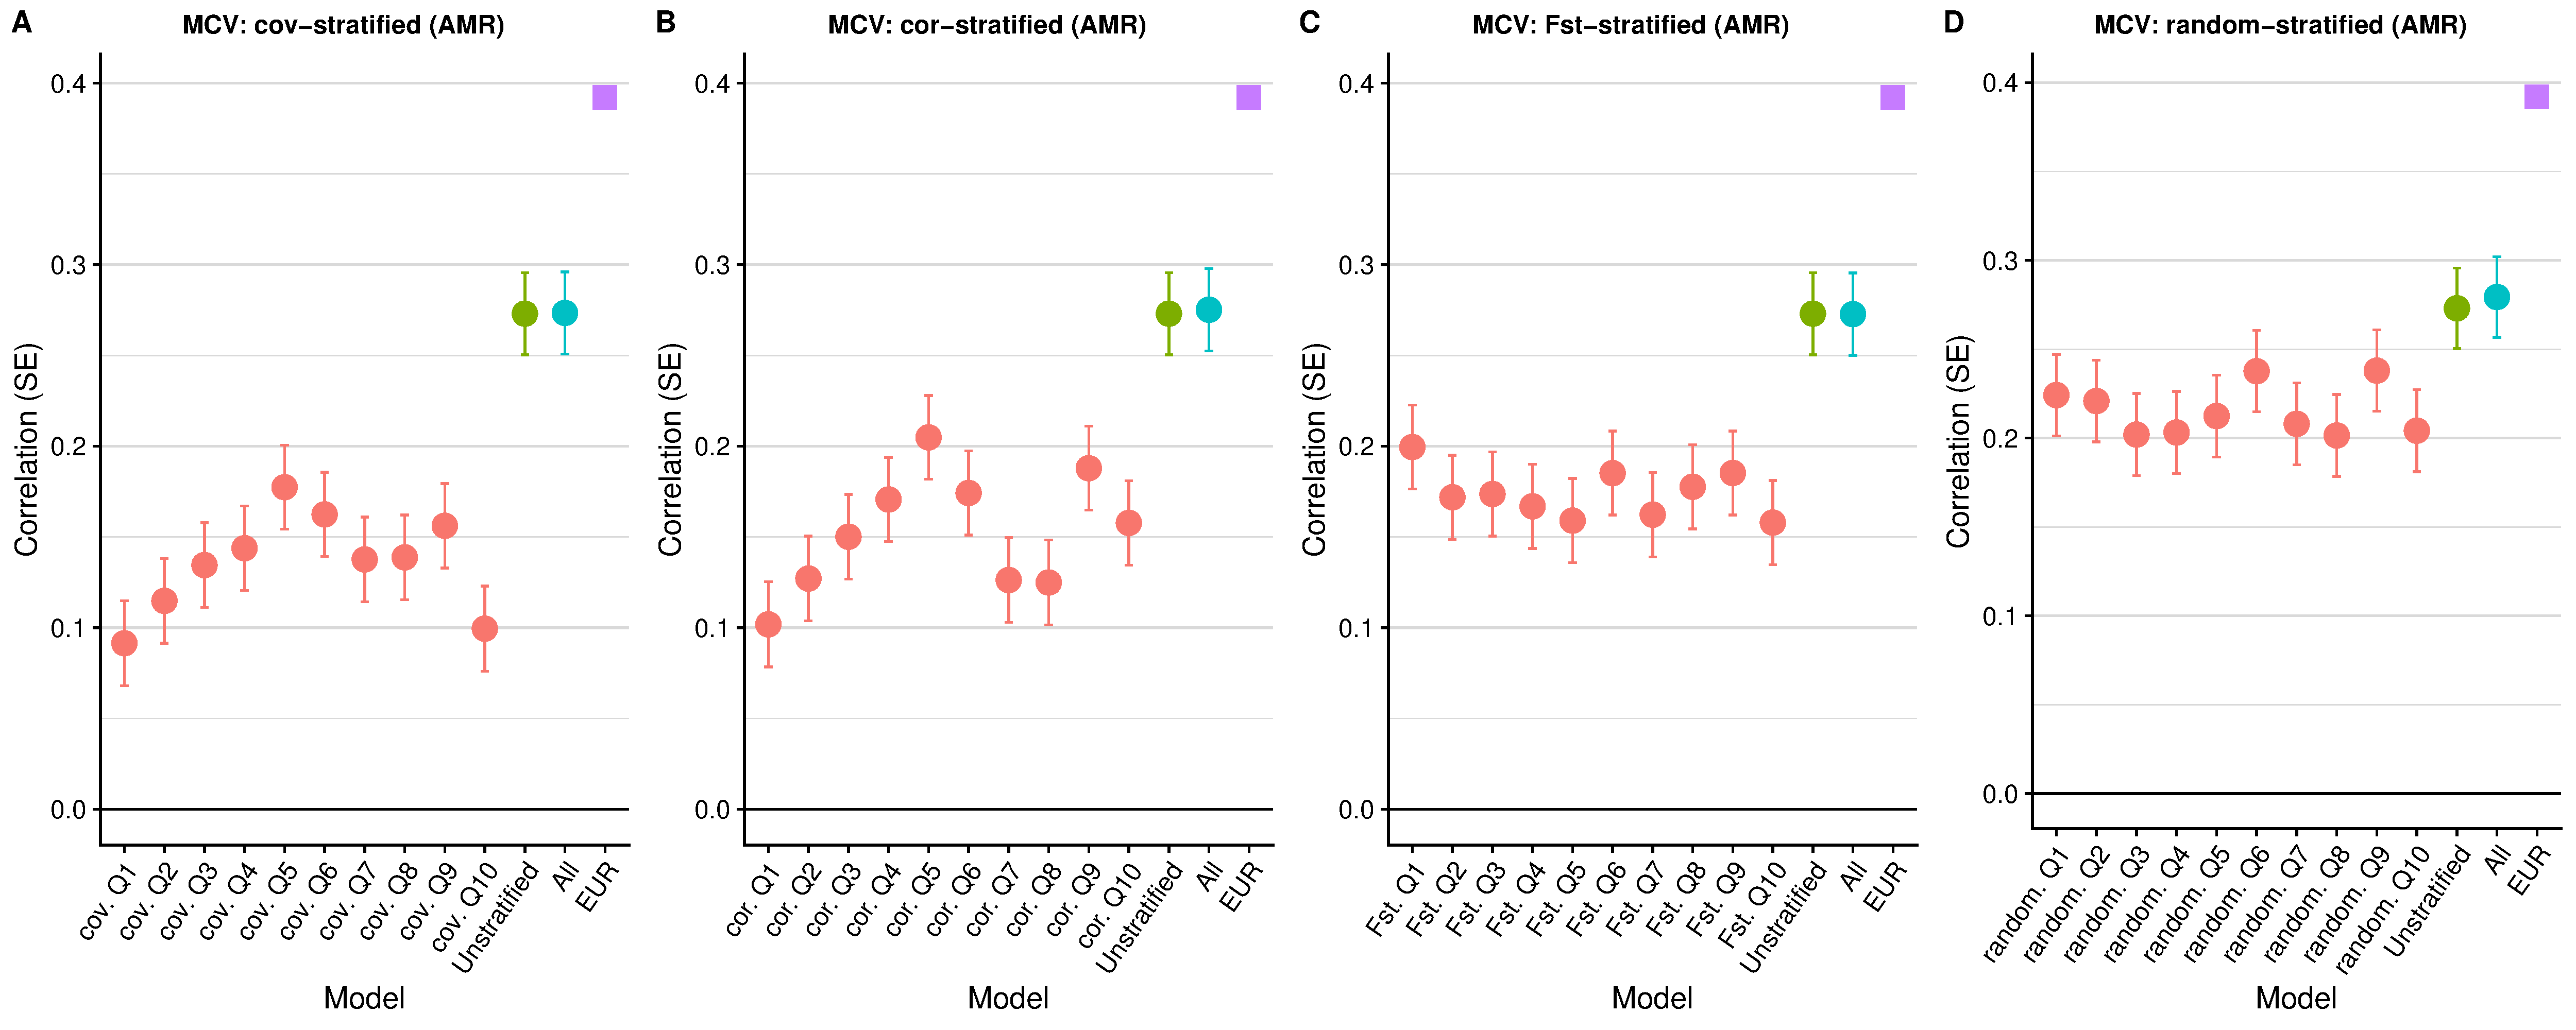 A
MCV: cov−stratified (AMR)
Correlation (SE)
0.4
0.3
0.2
0.1
0.0
cov. Q1
cov. Q2
cov. Q3
cov. Q4
cov. Q5
cov. Q6
cov. Q7
cov. Q8
cov. Q9
cov. Q10
Unstratified
All
EUR
Model
B
MCV: cor−stratified (AMR)
Correlation (SE)
0.4
0.3
0.2
0.1
0.0
cor. Q1
cor. Q2
cor. Q3
cor. Q4
cor. Q5
cor. Q6
cor. Q7
cor. Q8
cor. Q9
cor. Q10
Unstratified
All
EUR
Model
C
MCV: Fst−stratified (AMR)
Correlation (SE)
0.4
0.3
0.2
0.1
0.0
Fst. Q1
Fst. Q2
Fst. Q3
Fst. Q4
Fst. Q5
Fst. Q6
Fst. Q7
Fst. Q8
Fst. Q9
Fst. Q10
Unstratified
All
EUR
Model
D
MCV: random−stratified (AMR)
Correlation (SE)
0.4
0.3
0.2
0.1
0.0
random. Q1
random. Q2
random. Q3
random. Q4
random. Q5
random. Q6
random. Q7
random. Q8
random. Q9
random. Q10
Unstratified
All
EUR
Model